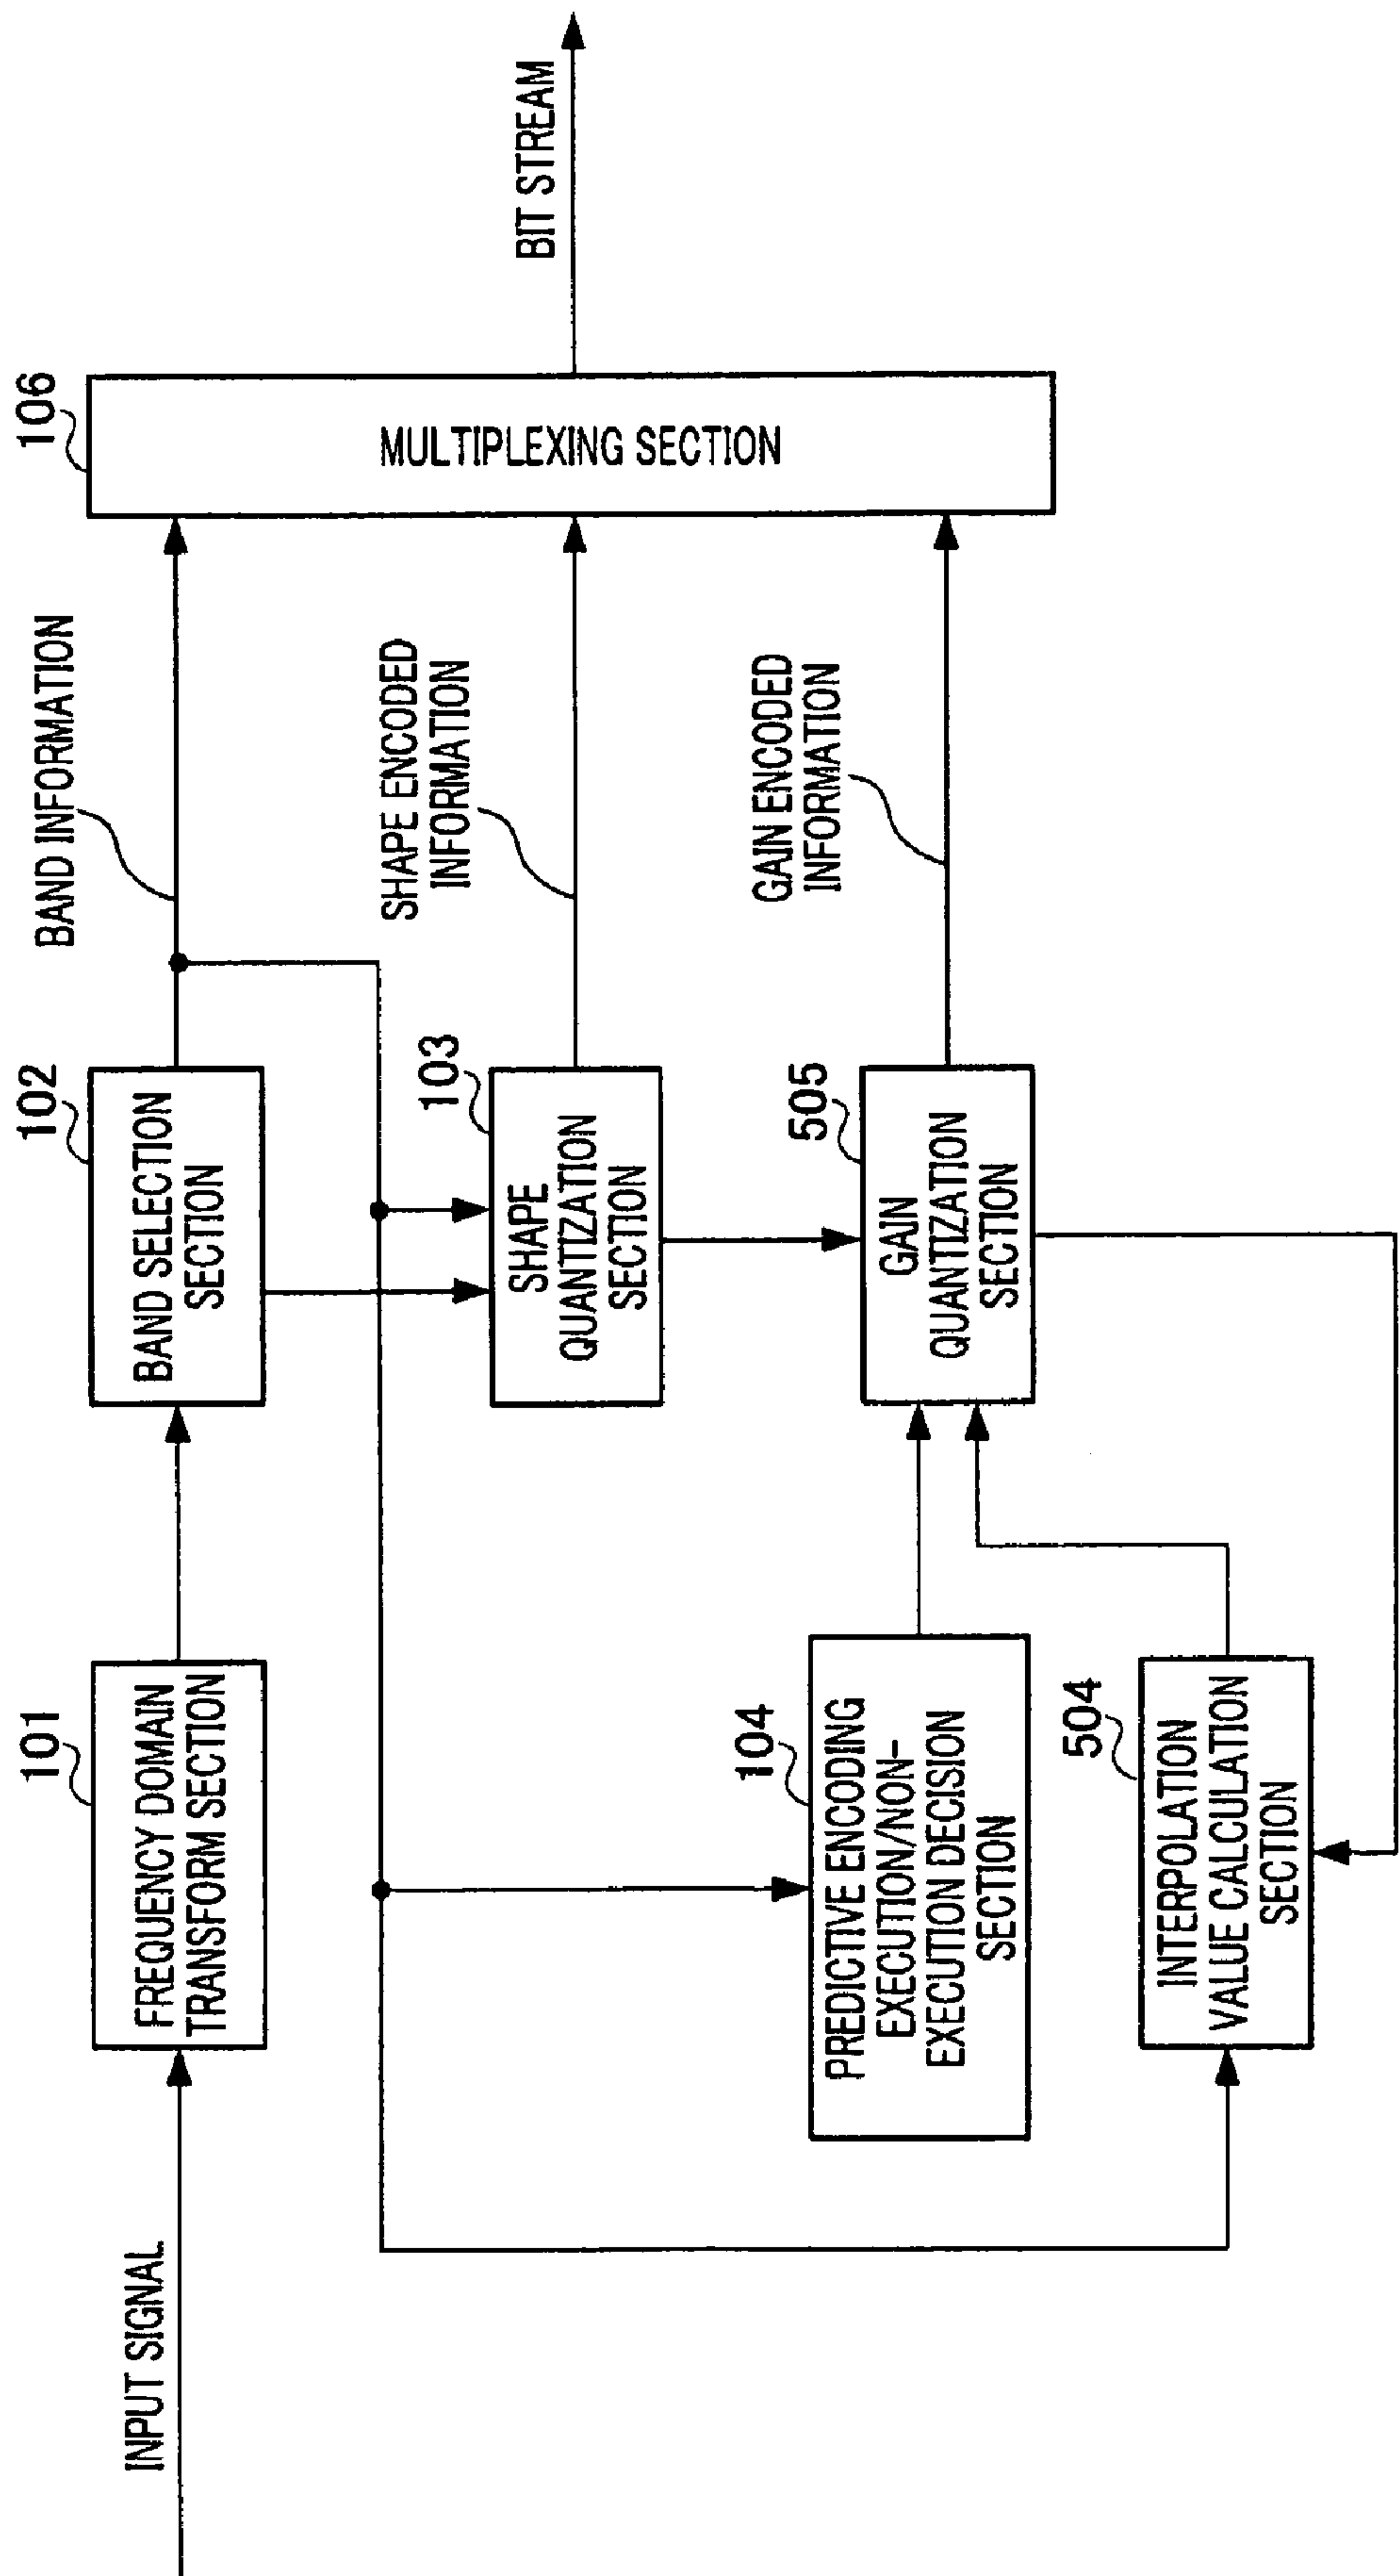 INPUT SIGNAL
101
FREQUENCY DOMAIN
TRANSFORM SECTION
102
BAND SELECTION
SECTION
BAND INFORMATION
106
MULTIPLEXING SECTION
BIT STREAM
103
SHAPE
QUANTIZATION
SECTION
SHAPE ENCODED
INFORMATION
104
PREDICTIVE ENCODING
EXECUTION/NON-
EXECUTION DECISION
SECTION
505
GAIN
QUANTIZATION
SECTION
GAIN ENCODED
INFORMATION
504
INTERPOLATION
VALUE CALCULATION
SECTION